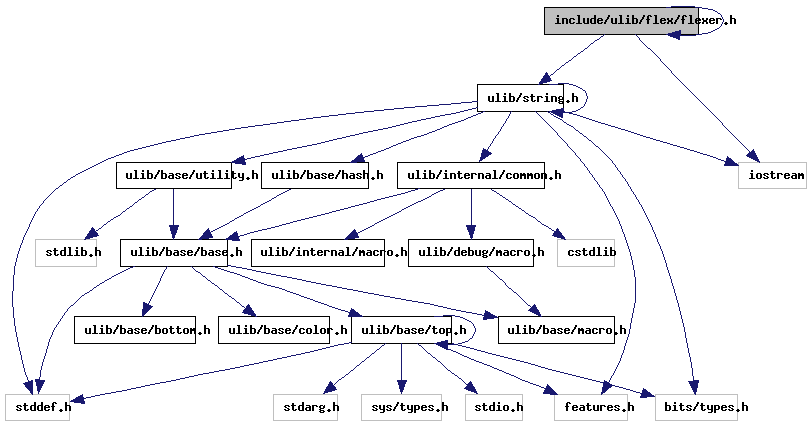 include/ulib/flex/flexer.h
ulib/string.h
ulib/base/utility.h
ulib/base/hash.h
ulib/internal/common.h
iostream
stdlib.h
ulib/base/base.h
ulib/internal/macro.h
ulib/debug/macro.h
cstdlib
ulib/base/bottom.h
ulib/base/color.h
ulib/base/top.h
ulib/base/macro.h
stddef.h
stdarg.h
sys/types.h
stdio.h
features.h
bits/types.h